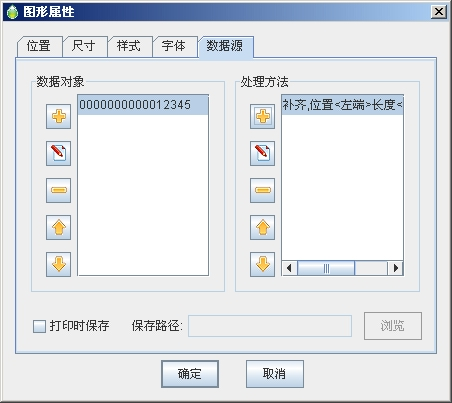 图形属性
位置 尺寸 样式 字体 数据源
数据对象 处理方法
0000000000012345
补齐,位置<左端>长度<
打印时保存 保存路径: 浏览
确定 取消